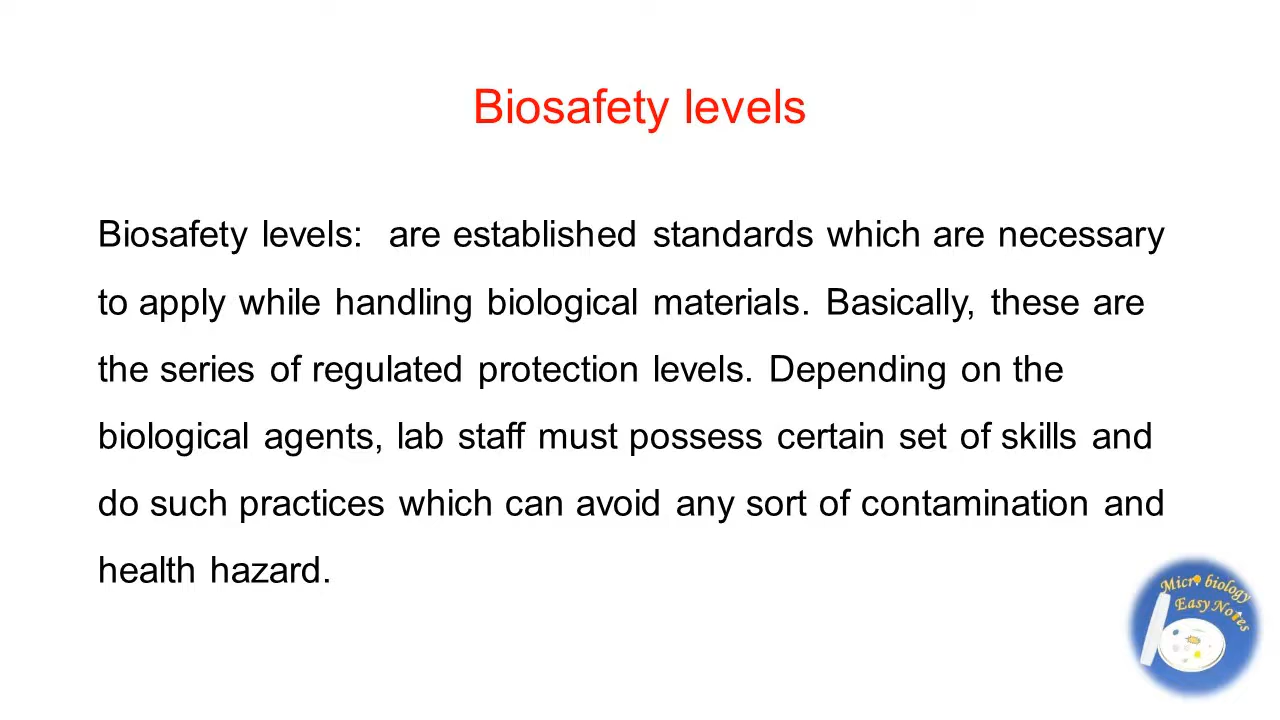 Biosafety levels
Biosafety levels: are established standards which are necessary
to apply while handling biological materials. Basically, these are
the series of regulated protection levels. Depending on the
biological agents, lab staff must possess certain set of skills and
do such practices which can avoid any sort of contamination and
health hazard.
Microbiology
Easy Notes